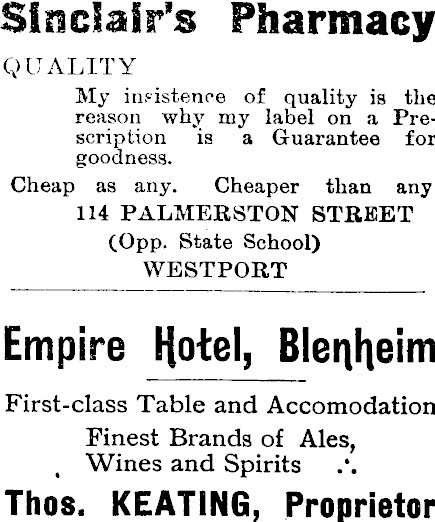 Sinclair's Pharmacy
QUALITY
My insistence of quality is the
reason why my label on a Pre-
scription is a Guarantee for
goodness.
Cheap as any. Cheaper than any
114 PALMERSTON STREET
(Opp. State School)
WESTPORT
Empire Hotel, Blenheim
First-class Table and Accomodation
Finest Brands of Ales,
Wines and Spirits
Thos. KEATING, Proprietor